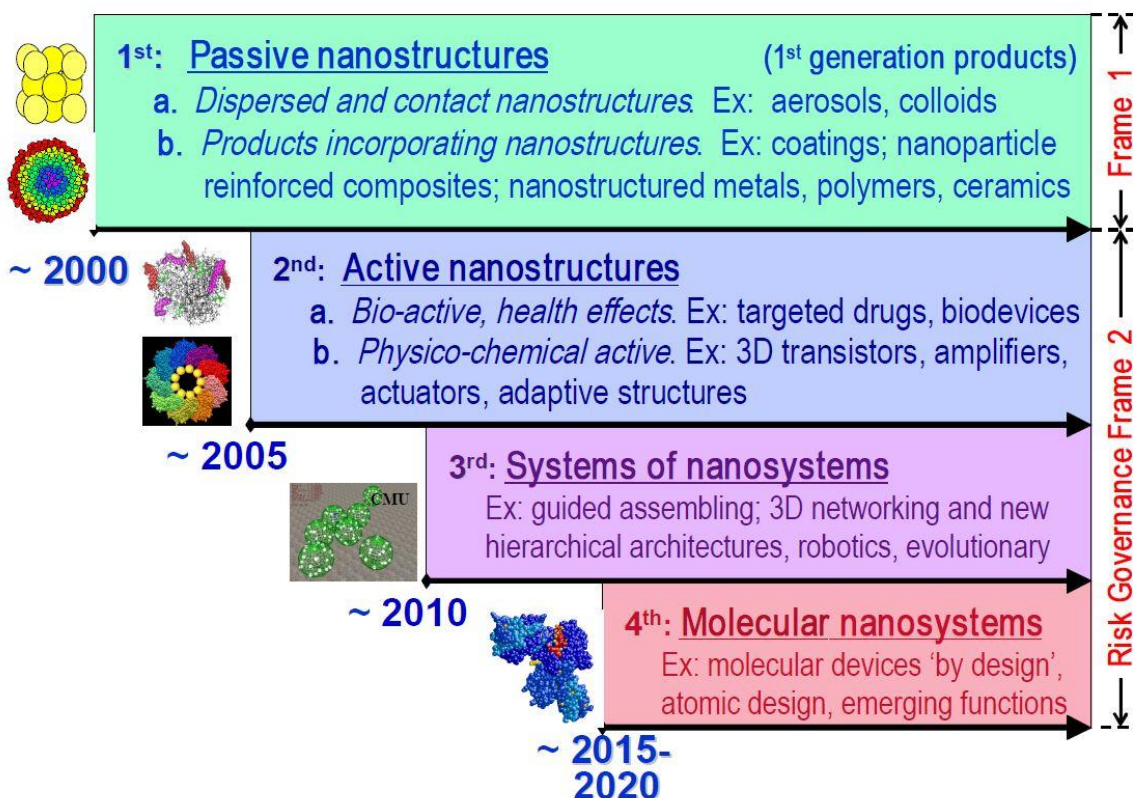 1st: Passive nanostructures (1st generation products)
a. Dispersed and contact nanostructures. Ex: aerosols, colloids
b. Products incorporating nanostructures. Ex: coatings; nanoparticle
reinforced composites; nanostructured metals, polymers, ceramics
~ 2000
2nd: Active nanostructures
a. Bio-active, health effects. Ex: targeted drugs, biodevices
b. Physico-chemical active. Ex: 3D transistors, amplifiers,
actuators, adaptive structures
~ 2005
CMU
3rd: Systems of nanosystems
Ex: guided assembling; 3D networking and new
hierarchical architectures, robotics, evolutionary
~ 2010
4th: Molecular nanosystems
Ex: molecular devices ‘by design’,
atomic design, emerging functions
~ 2015-
2020
Frame 1
Risk Governance Frame 2